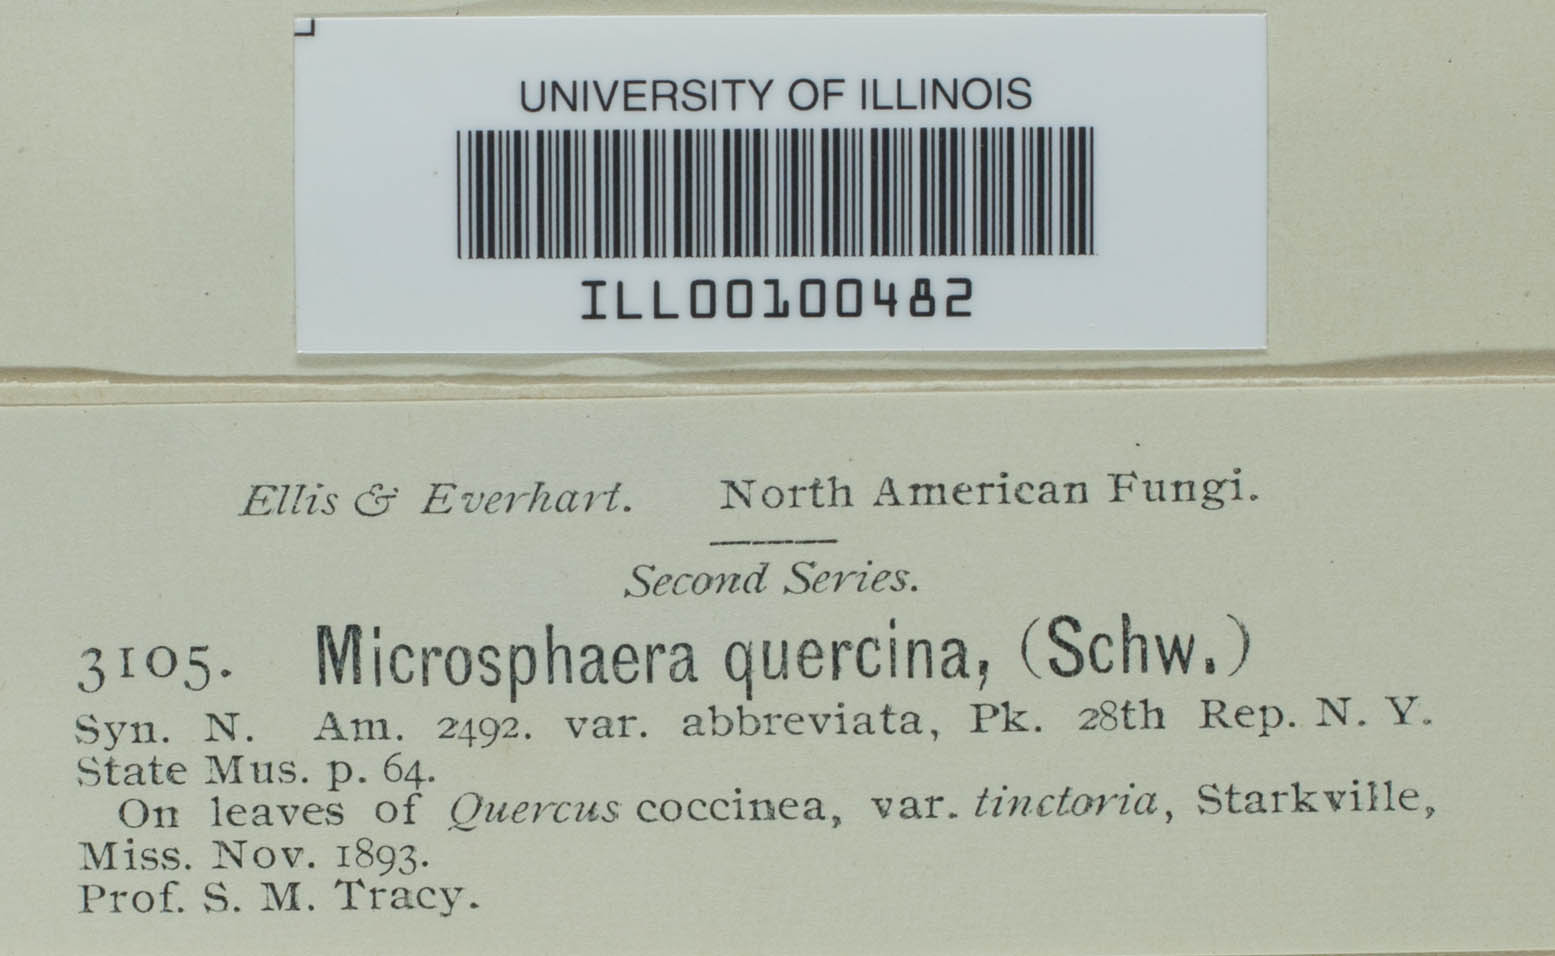 UNIVERSITY OF ILLINOIS
ILL00100482
Ellis & Everhart. North American Fungi.
Second Series.
3105. Microsphaera quercina, (Schw.)
Syn. N. Am. 2492. var. abbreviata, Pk. 28th Rep. N. Y.
State Mus. p. 64.
On leaves of Quercus coccinea, var. tinctoria, Starkville,
Miss. Nov. 1893.
Prof. S. M. Tracy.